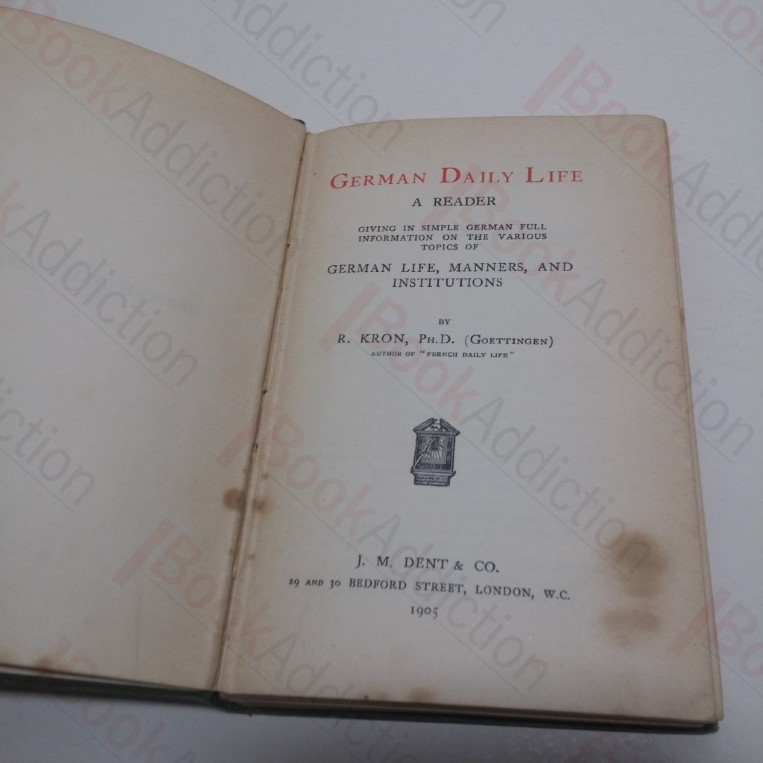 GERMAN DAILY LIFE
A READER
GIVING IN SIMPLE GERMAN FULL
INFORMATION ON THE VARIOUS
TOPICS OF
GERMAN LIFE, MANNERS, AND
INSTITUTIONS
BY
R. KRON, PH.D. (GOETTINGEN)
AUTHOR OF "FRENCH DAILY LIFE"
J. M. DENT & CO.
29 AND 30 BEDFORD STREET, LONDON, W.C.
1905
BookAddiction